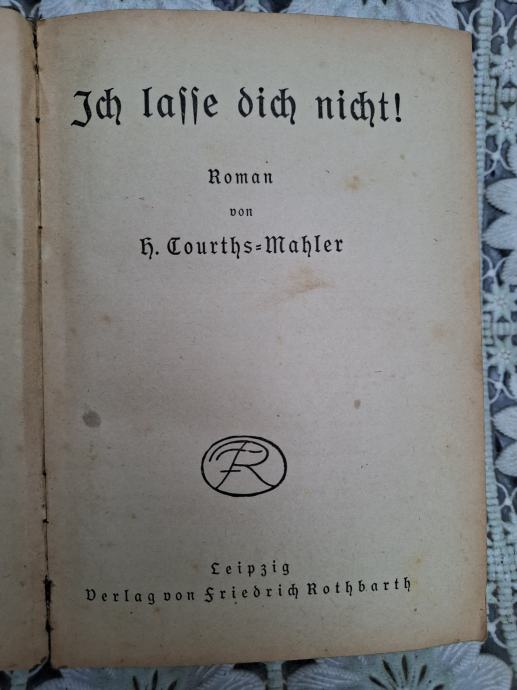 Ich lasse dich nicht!
Roman
von
H. Courths-Mahler
FR
Leipzig
Verlag von Friedrich Rothbarth